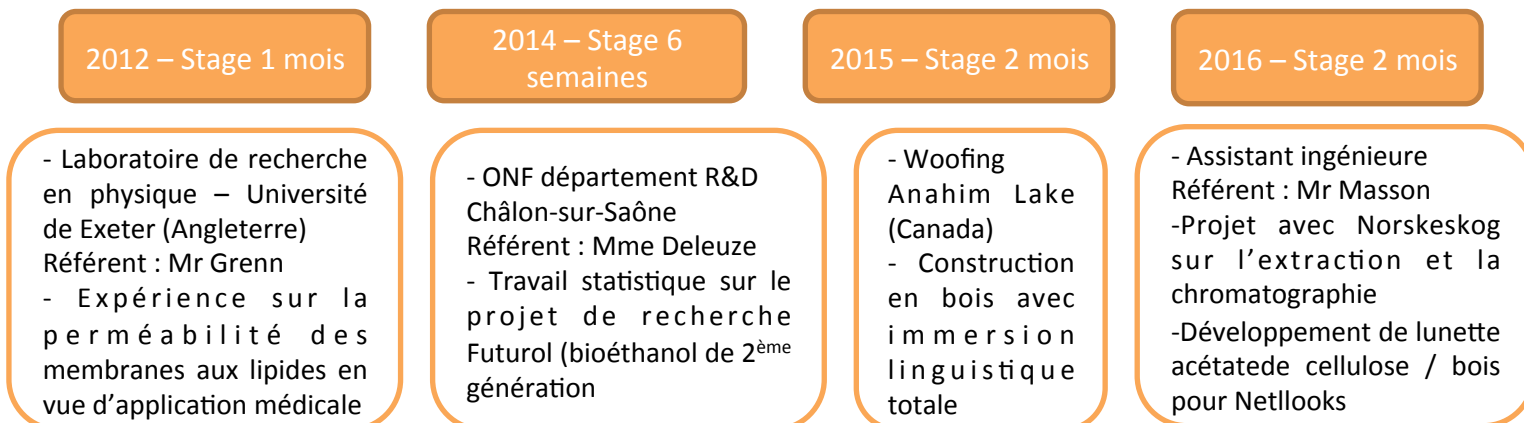 2012 – Stage 1 mois
- Laboratoire de recherche
en physique – Université
de Exeter (Angleterre)
Référent : Mr Grenn
- Expérience sur la
perméabilité des
membranes aux lipides en
vue d'application médicale
2014 – Stage 6
semaines
- ONF département R&D
Châlon-sur-Saône
Référent : Mme Deleuze
- Travail statistique sur le
projet de recherche
Futurol (bioéthanol de 2ème
génération
2015 – Stage 2 mois
- Woofing
Anahim Lake
(Canada)
- Construction
en bois avec
immersion
linguistique
totale
2016 – Stage 2 mois
- Assistant ingénieure
Référent : Mr Masson
-Projet avec Norskeskog
sur l'extraction et la
chromatographie
-Développement de lunette
acétatede cellulose / bois
pour Netllooks